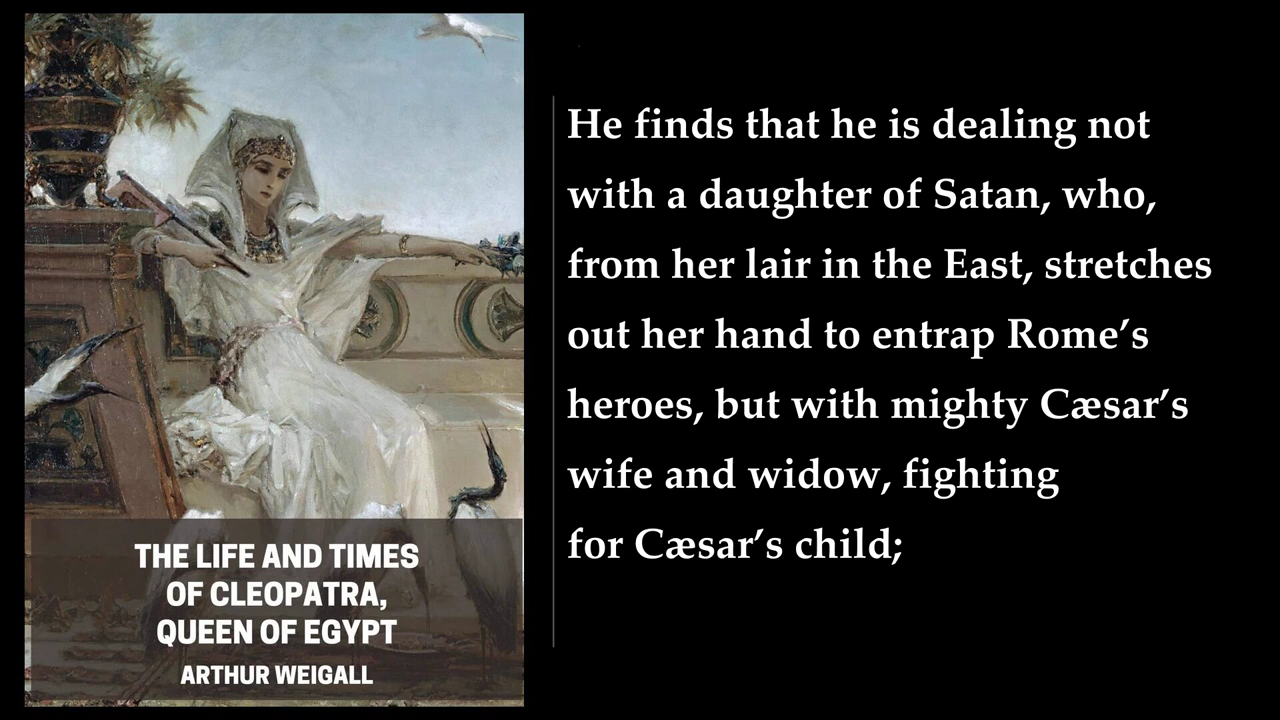 THE LIFE AND TIMES
OF CLEOPATRA,
QUEEN OF EGYPT
ARTHUR WEIGALL
He finds that he is dealing not
with a daughter of Satan, who,
from her lair in the East, stretches
out her hand to entrap Rome’s
heroes, but with mighty Cæsar’s
wife and widow, fighting
for Cæsar’s child;